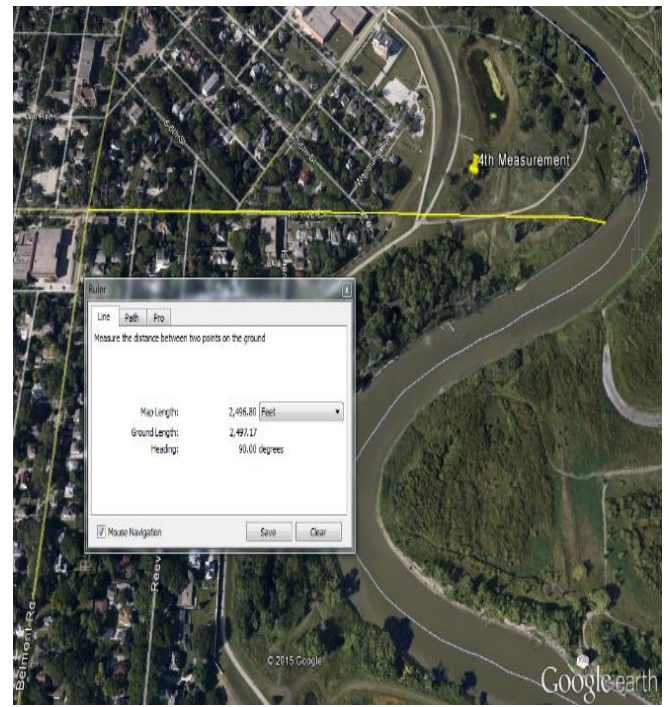 4th Measurement
Ruler
Line Path Pro
Measure the distance between two points on the ground
Map Length: 2,496.80 Feet
Ground Length: 2,497.17
Heading: 90.00 degrees
Mouse Navigation Save Clear
Belmont Rd
Reev
© 2015 Google
Google earth